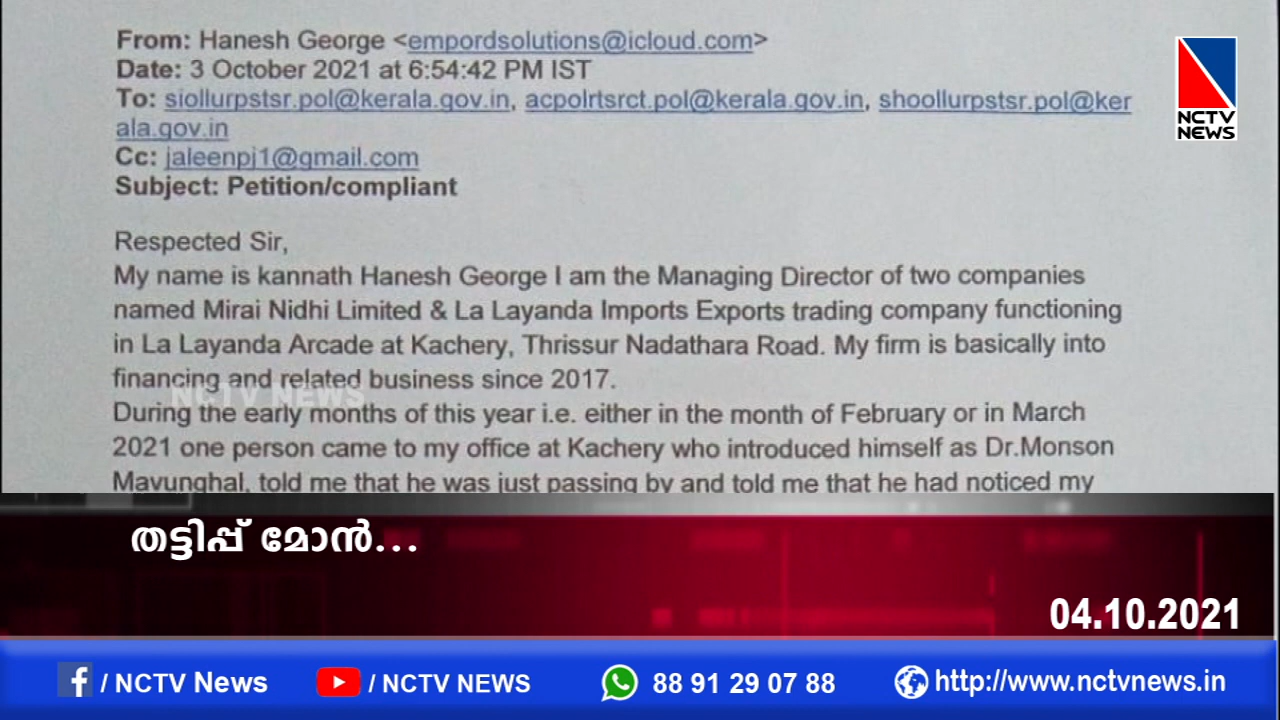 From: Hanesh George <empordsolutions@icloud.com>
Date: 3 October 2021 at 6:54:42 PM IST
To: siollurpstsr.pol@kerala.gov.in, acpolrtsrct.pol@kerala.gov.in, shoollurpstsr.pol@ker
ala.gov.in
Cc: jaleenpj1@gmail.com
Subject: Petition/compliant
NCTV
NEWS
Respected Sir,
My name is kannath Hanesh George I am the Managing Director of two companies
named Mirai Nidhi Limited & La Layanda Imports Exports trading company functioning
in La Layanda Arcade at Kachery, Thrissur Nadathara Road. My firm is basically into
financing and related business since 2017.
NCTV NEWS
During the early months of this year i.e. either in the month of February or in March
2021 one person came to my office at Kachery who introduced himself as Dr.Monson
Mavunghal, told me that he was just passing by and told me that he had noticed my
തട്ടിപ്പ് മോൻ...
04.10.2021
/ NCTV News
/ NCTV NEWS
88 91 29 07 88
http://www.nctvnews.in